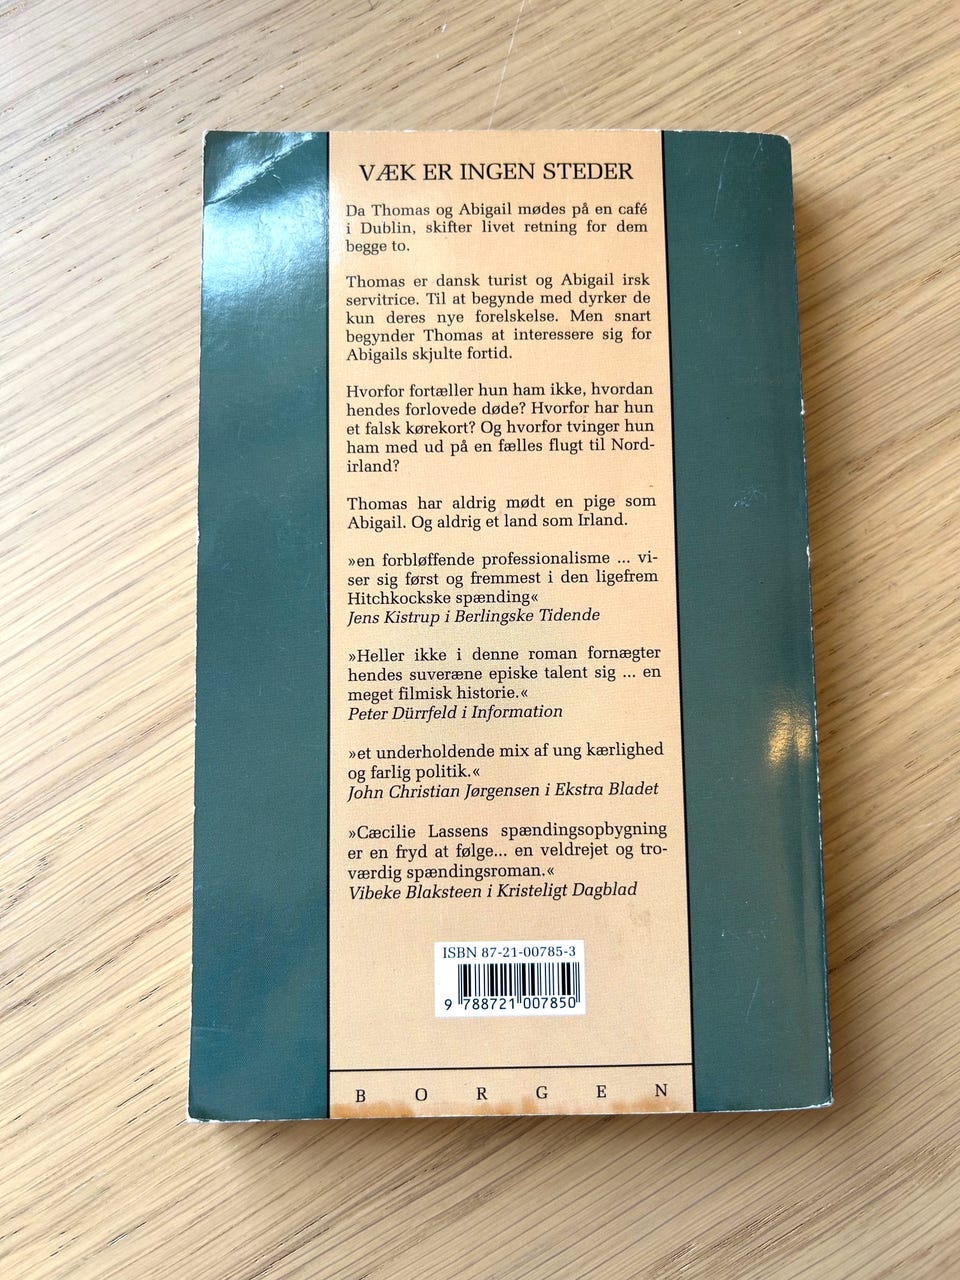 VÆK ER INGEN STEDER
Da Thomas og Abigail mødes på en café
i Dublin, skifter livet retning for dem
begge to.
Thomas er dansk turist og Abigail irsk
servitrice. Til at begynde med dyrker de
kun deres nye forelskelse. Men snart
begynder Thomas at interessere sig for
Abigails skjulte fortid.
Hvorfor fortæller hun ham ikke, hvordan
hendes forlovede døde? Hvorfor har hun
et falsk kørekort? Og hvorfor tvinger hun
ham med ud på en fælles flugt til Nord-
irland?
Thomas har aldrig mødt en pige som
Abigail. Og aldrig et land som Irland.
»en forbløffende professionalisme ... vi-
ser sig først og fremmest i den ligefrem
Hitchkockske spænding«
Jens Kistrup i Berlingske Tidende
»Heller ikke i denne roman fornægter
hendes suveræne episke talent sig ... en
meget filmisk historie.«
Peter Dürrfeld i Information
»et underholdende mix af ung kærlighed
og farlig politik.«
John Christian Jørgensen i Ekstra Bladet
»Cæcilie Lassens spændingsopbygning
er en fryd at følge... en veldrejet og tro-
værdig spændingsroman.«
Vibeke Blaksteen i Kristeligt Dagblad
ISBN 87-21-00785-3
9 788721 007850
BORGEN